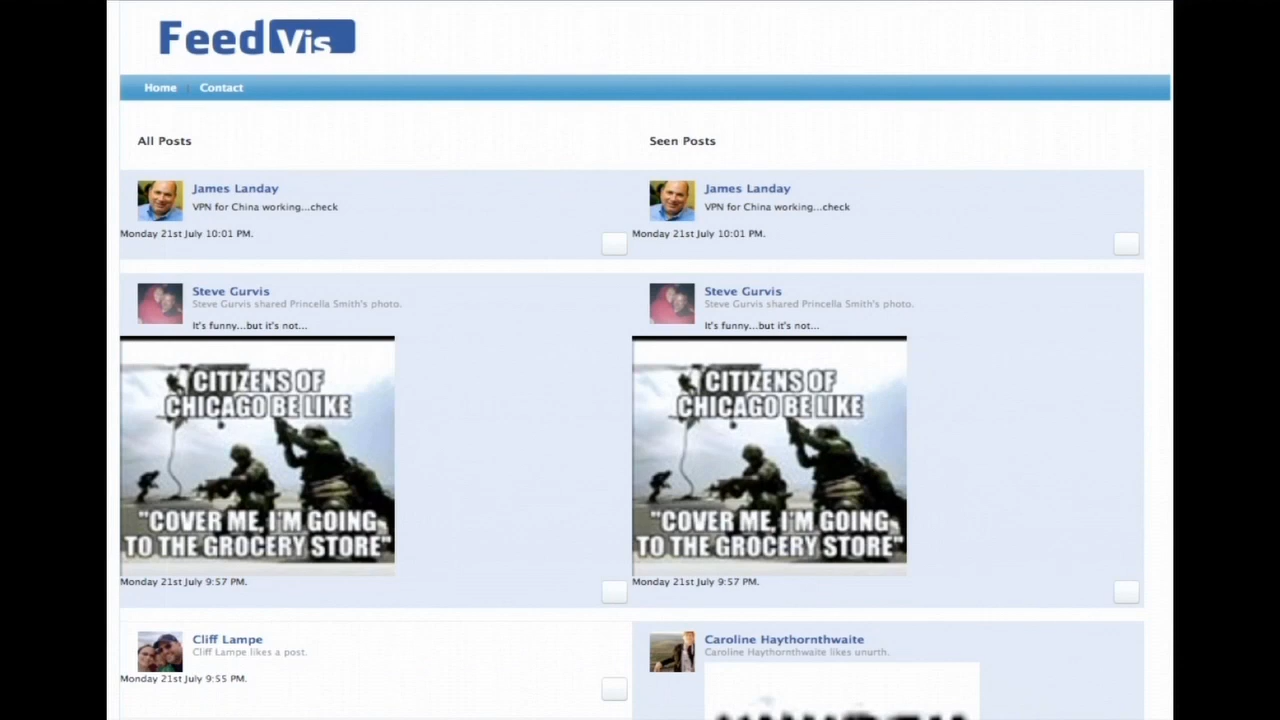 FeedVis
Home
Contact
All Posts
Seen Posts
James Landay
VPN for China working...check
Monday 21st July 10:01 PM.
James Landay
VPN for China working...check
Monday 21st July 10:01 PM.
Steve Gurvis
Steve Gurvis shared Princella Smith's photo.
It's funny...but it's not...
CITIZENS OF
CHICAGO BE LIKE
"COVER ME, I'M GOING
TO THE GROCERY STORE"
Monday 21st July 9:57 PM.
Steve Gurvis
Steve Gurvis shared Princella Smith's photo.
It's funny...but it's not...
CITIZENS OF
CHICAGO BE LIKE
"COVER ME, I'M GOING
TO THE GROCERY STORE"
Monday 21st July 9:57 PM.
Cliff Lampe
Cliff Lampe likes a post.
Monday 21st July 9:55 PM.
Caroline Haythornthwaite
Caroline Haythornthwaite likes unurth.